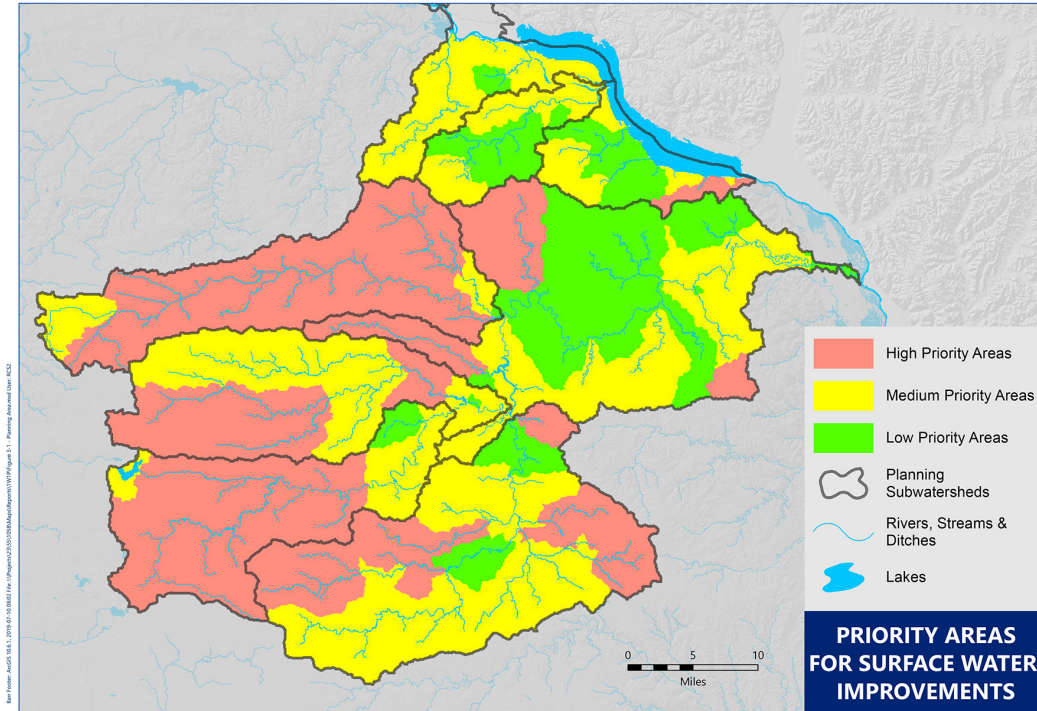 High Priority Areas
Medium Priority Areas
Low Priority Areas
Planning
Subwatersheds
Rivers, Streams &
Ditches
Lakes
0 5 10
Miles
PRIORITY AREAS
FOR SURFACE WATER
IMPROVEMENTS